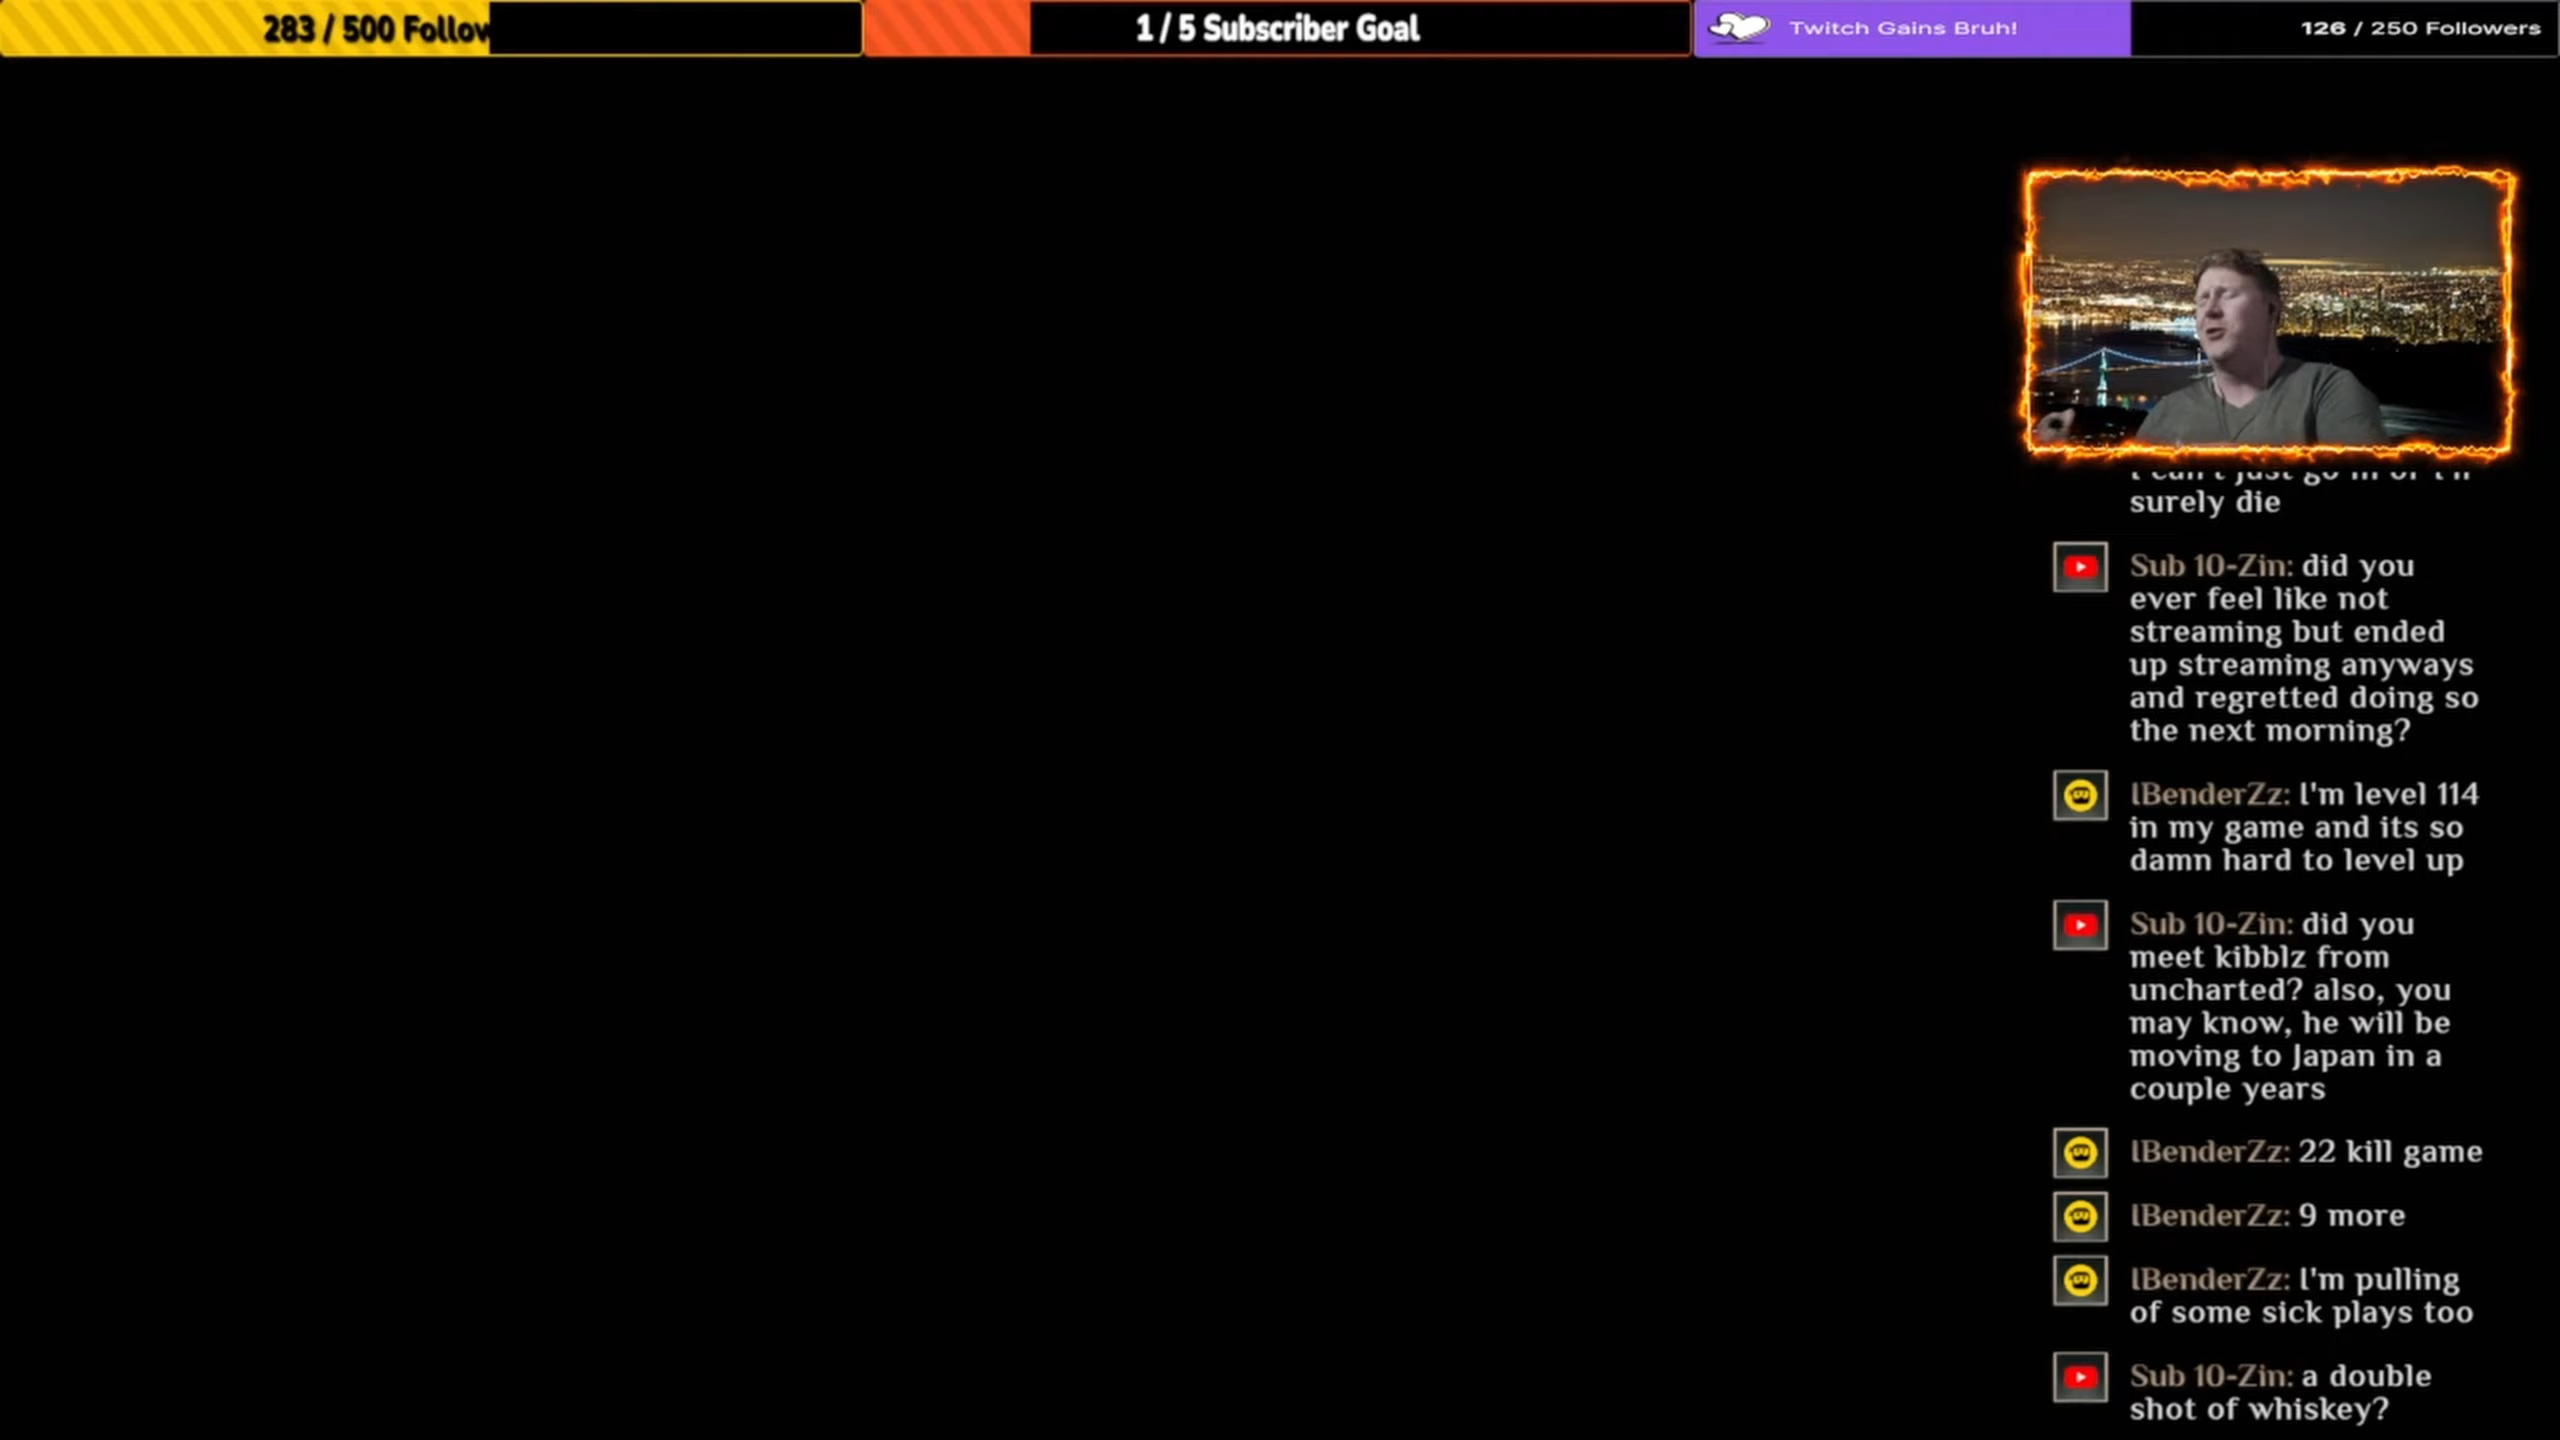 283 / 500 Follow
1 / 5 Subscriber Goal
Twitch Gains Bruh!
126 / 250 Followers
surely die
Sub 10-Zin: did you
ever feel like not
streaming but ended
up streaming anyways
and regretted doing so
the next morning?
IBenderZz: I'm level 114
in my game and its so
damn hard to level up
Sub 10-Zin: did you
meet kibblz from
uncharted? also, you
may know, he will be
moving to Japan in a
couple years
IBenderZz: 22 kill game
IBenderZz: 9 more
IBenderZz: I'm pulling
of some sick plays too
Sub 10-Zin: a double
shot of whiskey?